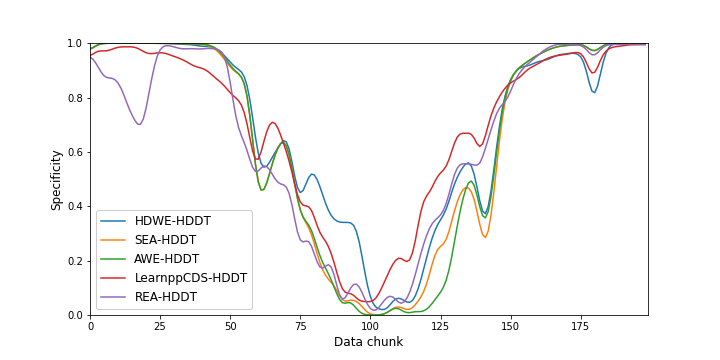 1.0
0.8
0.6
0.4
0.2
0.0
Specificity
HDWE-HDDT
SEA-HDDT
AWE-HDDT
LearnppCDS-HDDT
REA-HDDT
0 25 50 75 100 125 150 175
Data chunk